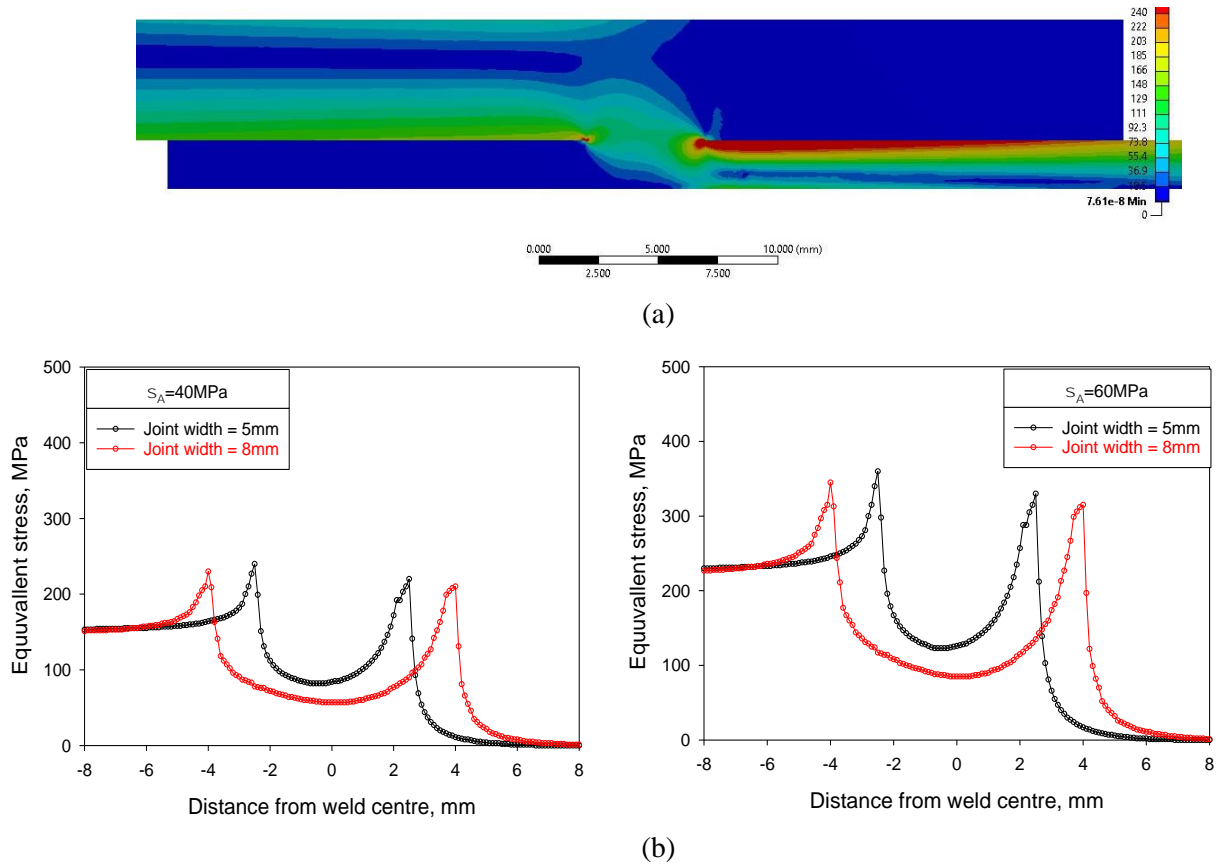 240
222
203
185
166
148
129
111
92.3
73.8
55.4
36.9
7.61e-8 Min
0
0.000 5.000 10.000 (mm)
2.500 7.500
(a)
500
400
300
200
100
0
Equuvalent stress, MPa
sA=40MPa
Joint width = 5mm
Joint width = 8mm
-8 -6 -4 -2 0 2 4 6 8
Distance from weld centre, mm
500
400
300
200
100
0
Equuvalent stress, MPa
sA=60MPa
Joint width = 5mm
Joint width = 8mm
-8 -6 -4 -2 0 2 4 6 8
Distance from weld centre, mm
(b)